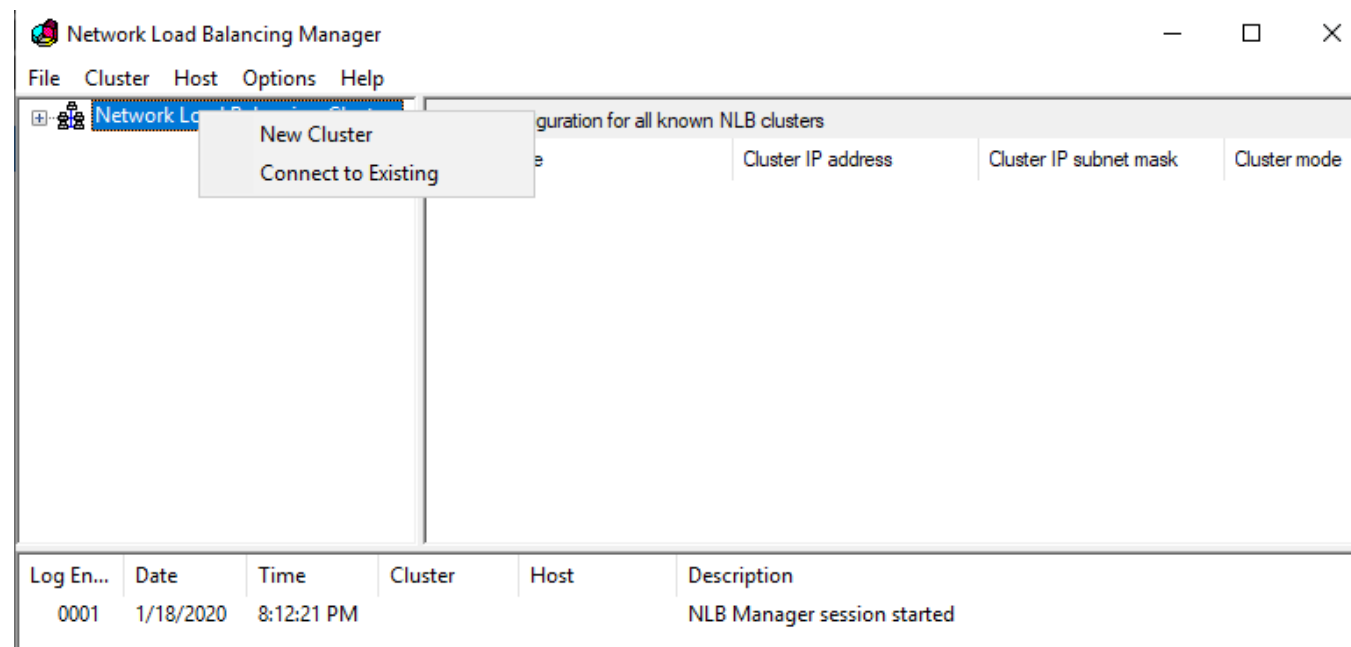 Network Load Balancing Manager
File Cluster Host Options Help
Network Lo
New Cluster
Connect to Existing
guration for all known NLB clusters
e Cluster IP address Cluster IP subnet mask Cluster mode
Log En... Date Time Cluster Host Description
0001 1/18/2020 8:12:21 PM NLB Manager session started